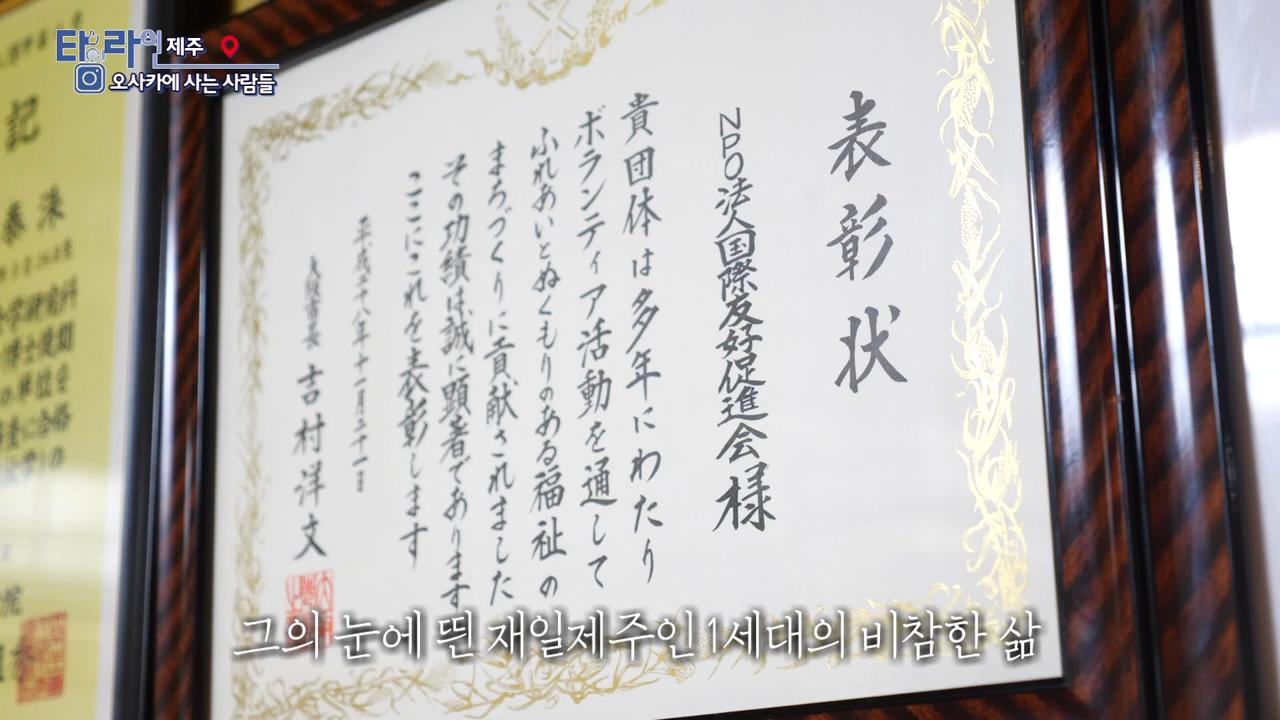 타라의 제주
오사카에 사는 사람들
表彰状
NPO法人国際友好促進会様
貴団体は多年にわたり
ボランティア活動を通して
ふれあいとぬくもりのある福祉の
まちづくりに貢献されました
その功績は誠に顕著であります
ここにこれを表彰します
平成二十八年十一月二十一日
大阪市長 吉村洋文
記
泰洙
그의 눈에 띈 재일제주인 1세대의 비참한 삶